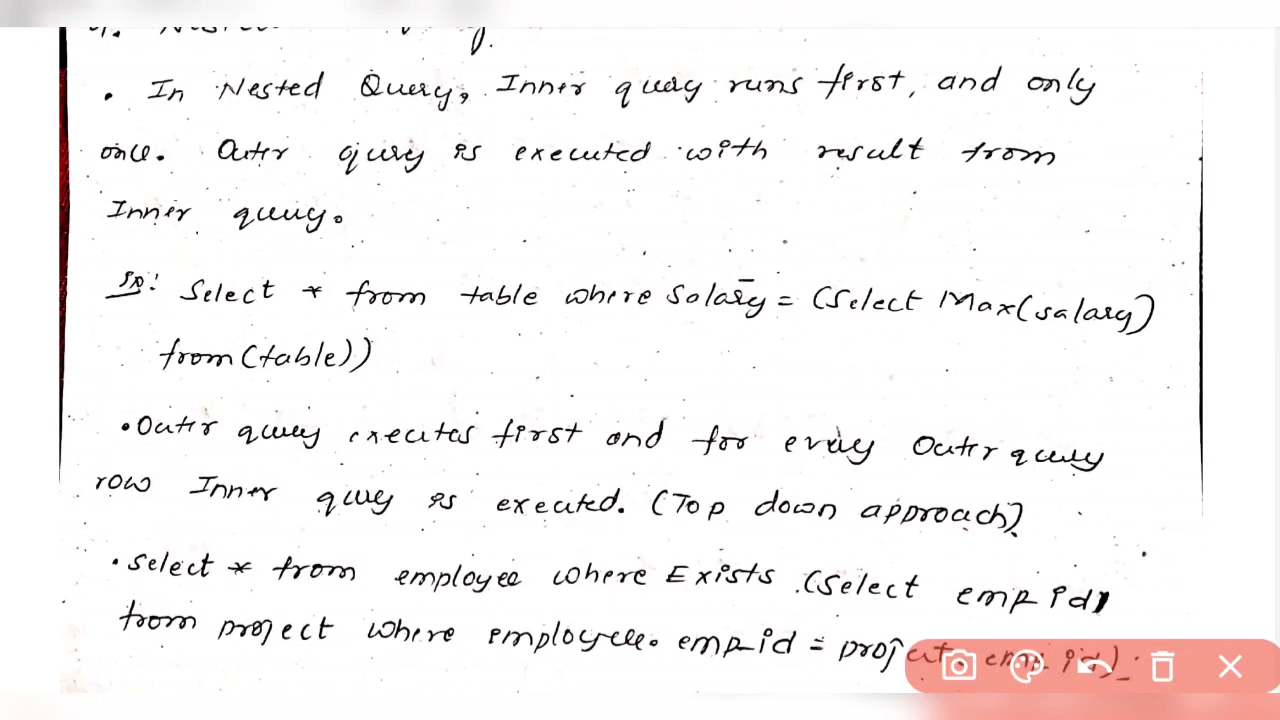 • In Nested Query, Inner query runs first, and only
once. Outer query is executed with result from
Inner query.
Ex: Select * from table where Salary = (Select Max(salary)
from(table))
• Outer query executes first and for every Outer query
row Inner query is executed. (Top down approach)
• Select * from employee where Exists (Select emp id)
from project where employee. emp_id = project. emp_id).